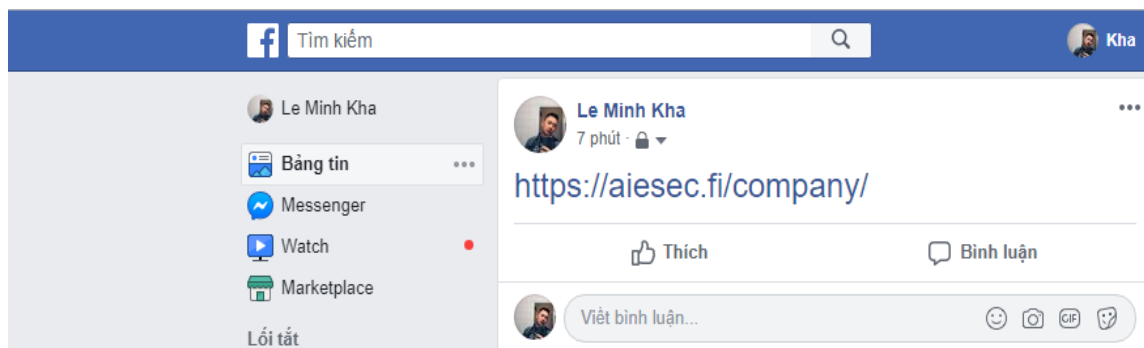 Tìm kiếm
Kha
Le Minh Kha
Bảng tin
Messenger
Watch
Marketplace
Lối tắt
Le Minh Kha
7 phút ·
https://aiesec.fi/company/
Thích
Bình luận
Viết bình luận...
GIF